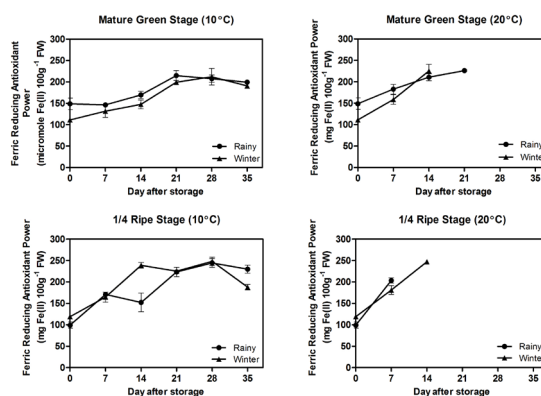 Mature Green Stage (10°C)
Ferric Reducing Antioxidant
Power
(micromole Fe(II) 100g-1 FW)
300
250
200
150
100
50
0
0 7 14 21 28 35
Day after storage
Rainy
Winter
Mature Green Stage (20°C)
Ferric Reducing Antioxidant Power
(mg Fe(II) 100g-1 FW)
300
250
200
150
100
50
0
0 7 14 21 28 35
Day after storage
Rainy
Winter
1/4 Ripe Stage (10°C)
Ferric Reducing Antioxidant Power
(mg Fe(II) 100g-1 FW)
300
250
200
150
100
50
0
0 7 14 21 28 35
Day after storage
Rainy
Winter
1/4 Ripe Stage (20°C)
Ferric Reducing Antioxidant Power
(mg Fe(II) 100g-1 FW)
300
250
200
150
100
50
0
0 7 14 21 28 35
Day after storage
Rainy
Winter